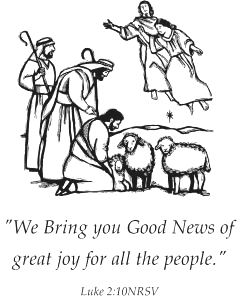 "We Bring you Good News of
great joy for all the people."
Luke 2:10NRSV